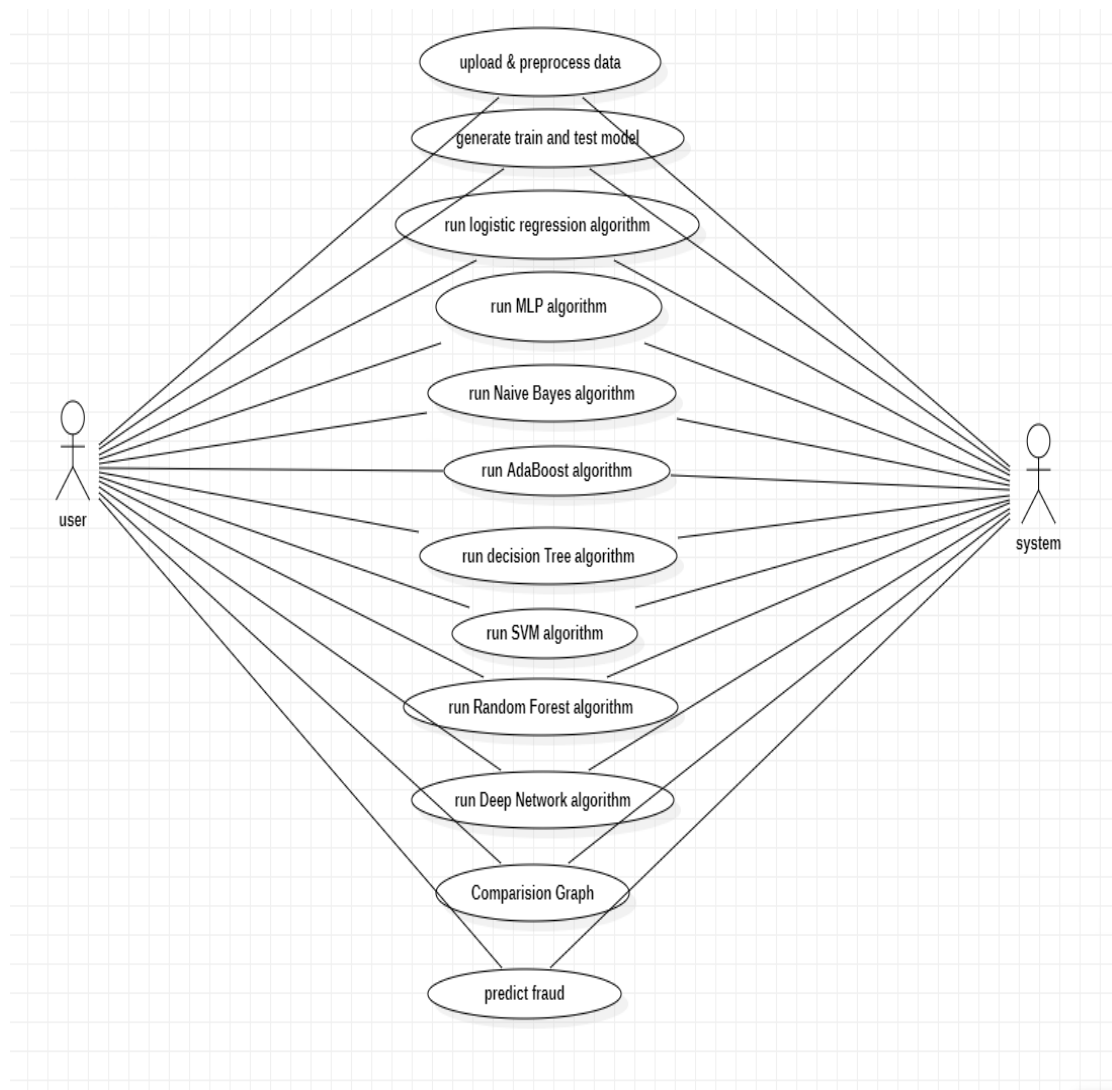 upload & preprocess data
generate train and test model
run logistic regression algorithm
run MLP algorithm
run Naive Bayes algorithm
run AdaBoost algorithm
user
run decision Tree algorithm
system
run SVM algorithm
run Random Forest algorithm
run Deep Network algorithm
Comparision Graph
predict fraud